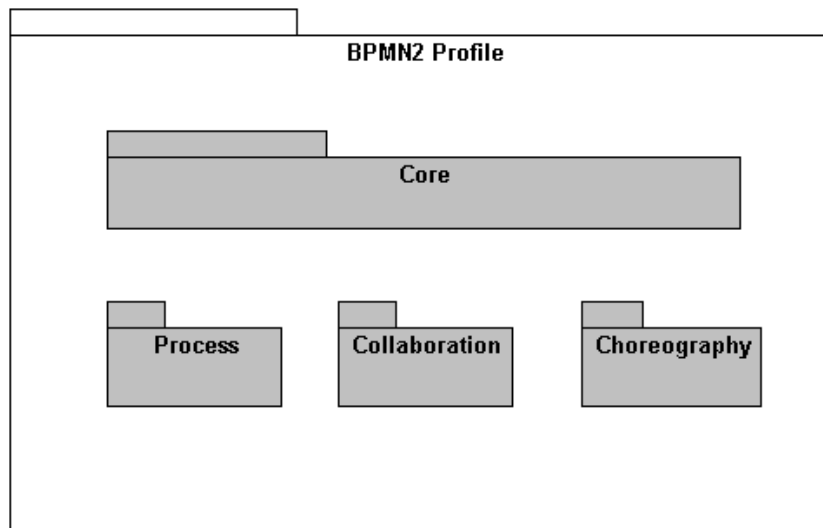 BPMN2 Profile
Core
Process
Collaboration
Choreography